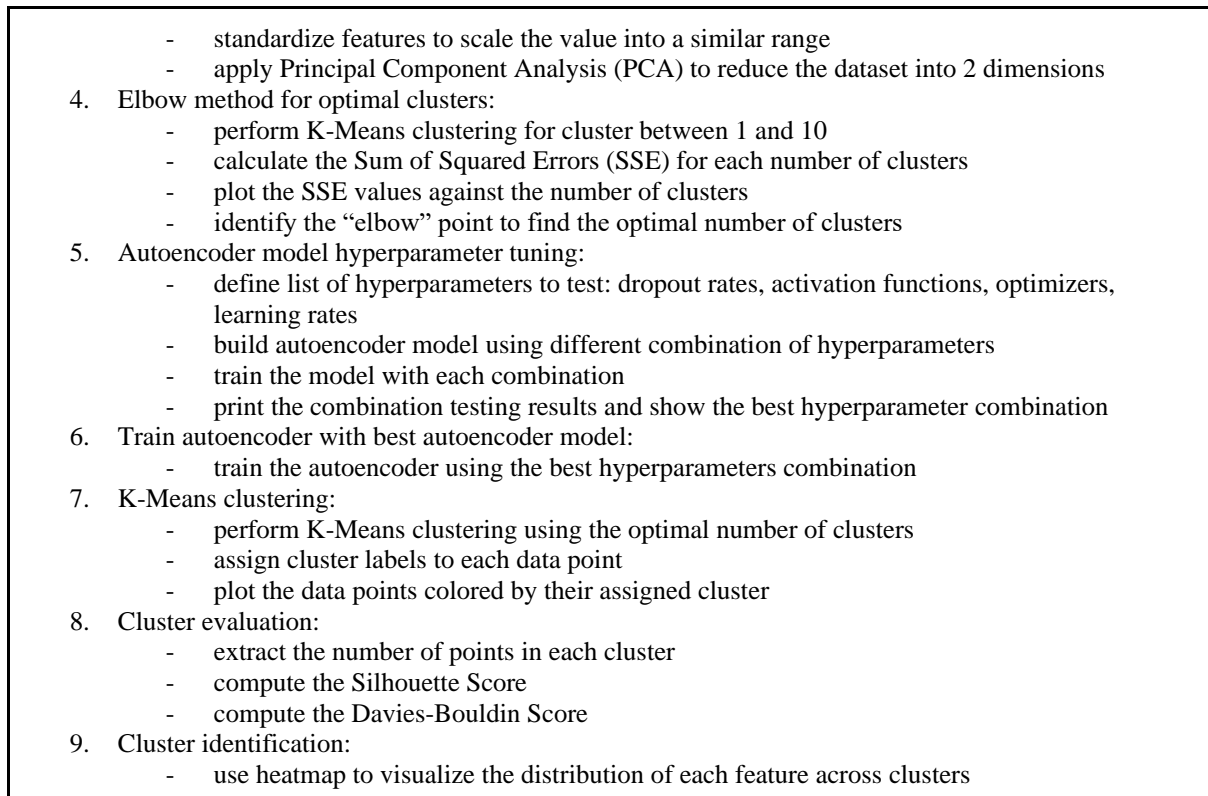 - standardize features to scale the value into a similar range
- apply Principal Component Analysis (PCA) to reduce the dataset into 2 dimensions
4. Elbow method for optimal clusters:
- perform K-Means clustering for cluster between 1 and 10
- calculate the Sum of Squared Errors (SSE) for each number of clusters
- plot the SSE values against the number of clusters
- identify the “elbow” point to find the optimal number of clusters
5. Autoencoder model hyperparameter tuning:
- define list of hyperparameters to test: dropout rates, activation functions, optimizers,
learning rates
- build autoencoder model using different combination of hyperparameters
- train the model with each combination
- print the combination testing results and show the best hyperparameter combination
6. Train autoencoder with best autoencoder model:
- train the autoencoder using the best hyperparameters combination
7. K-Means clustering:
- perform K-Means clustering using the optimal number of clusters
- assign cluster labels to each data point
- plot the data points colored by their assigned cluster
8. Cluster evaluation:
- extract the number of points in each cluster
- compute the Silhouette Score
- compute the Davies-Bouldin Score
9. Cluster identification:
- use heatmap to visualize the distribution of each feature across clusters